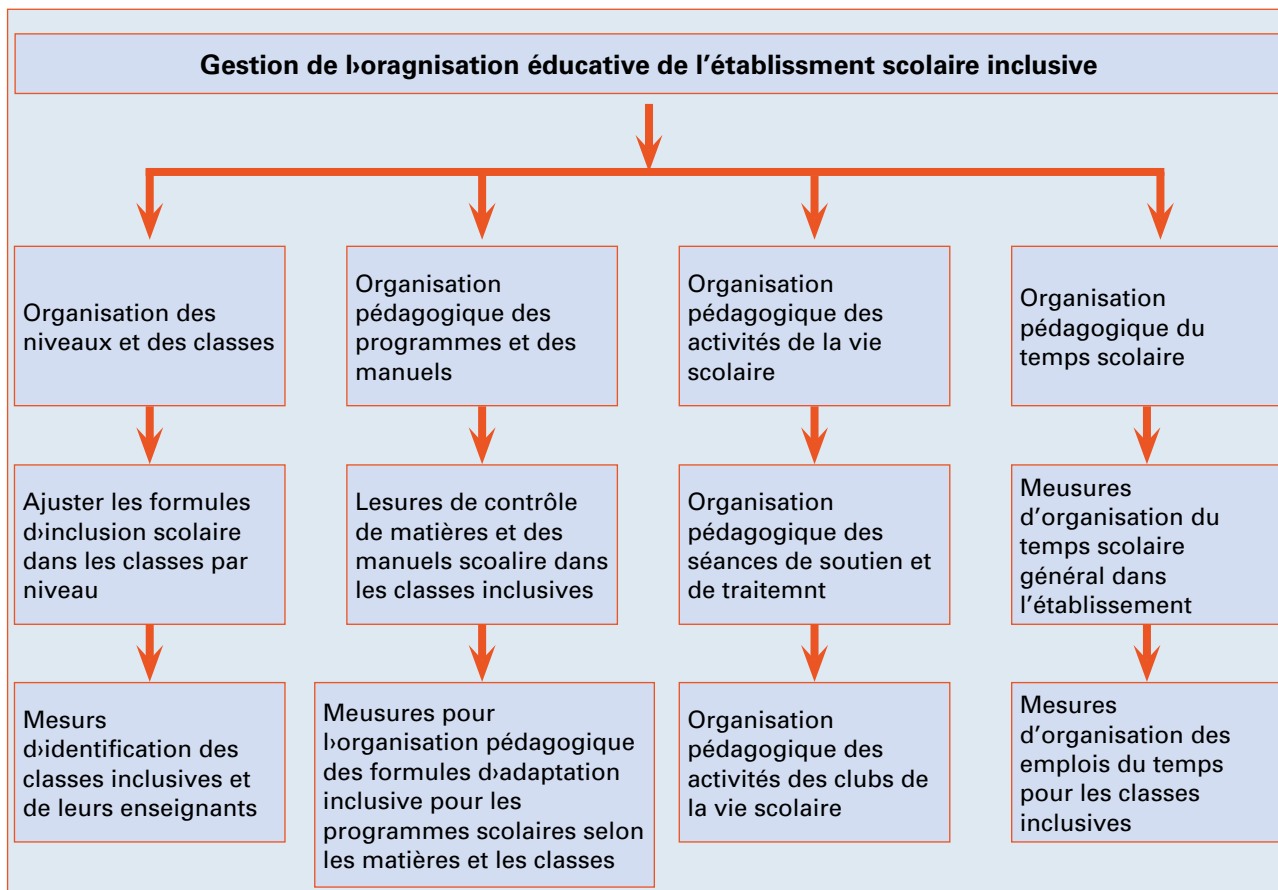 Gestion de l›oragnisation éducative de l’établissment scolaire inclusive
Organisation des
niveaux et des classes
Organisation
pédagogique des
programmes et des
manuels
Organisation
pédagogique des
activités de la vie
scolaire
Organisation
pédagogique du
temps scolaire
Ajuster les formules
d›inclusion scolaire
dans les classes par
niveau
Lesures de contrôle
de matières et des
manuels scoalire dans
les classes inclusives
Organisation
pédagogique des
séances de soutien et
de traitemnt
Meusures
d’organisation du
temps scolaire
général dans
l’établissement
Mesurs
d›identification des
classes inclusives et
de leurs enseignants
Meusures pour
l›organisation pédagogique
des formules d›adaptation
inclusive pour les
programmes scolaires selon
les matières et les classes
Organisation
pédagogique des
activités des clubs de
la vie scolaire
Mesures
d’organisation des
emplois du temps
pour les classes
inclusives